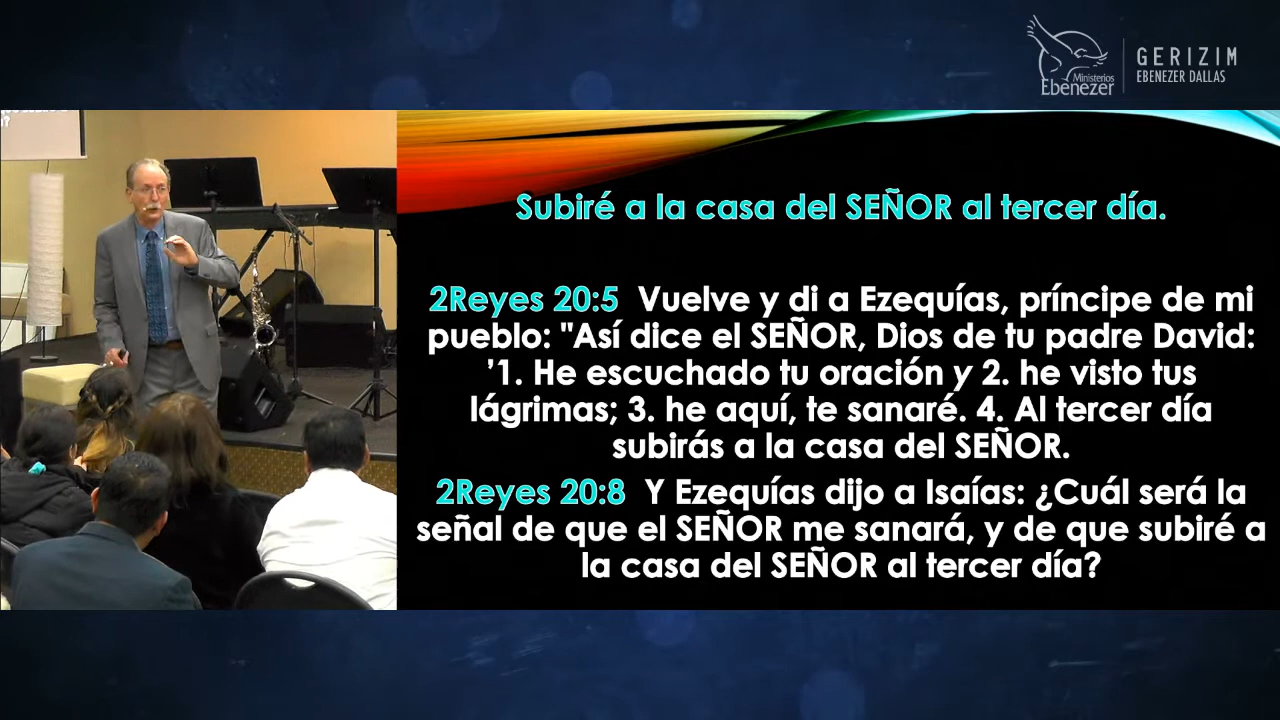 Ministerios
Ebenezer
GERIZIM
EBENEZER DALLAS
Subiré a la casa del SEÑOR al tercer día.
2Reyes 20:5 Vuelve y di a Ezequías, príncipe de mi
pueblo: "Así dice el SEÑOR, Dios de tu padre David:
’1. He escuchado tu oración y 2. he visto tus
lágrimas; 3. he aquí, te sanaré. 4. Al tercer día
subirás a la casa del SEÑOR.
2Reyes 20:8 Y Ezequías dijo a Isaías: ¿Cuál será la
señal de que el SEÑOR me sanará, y de que subiré a
la casa del SEÑOR al tercer día?